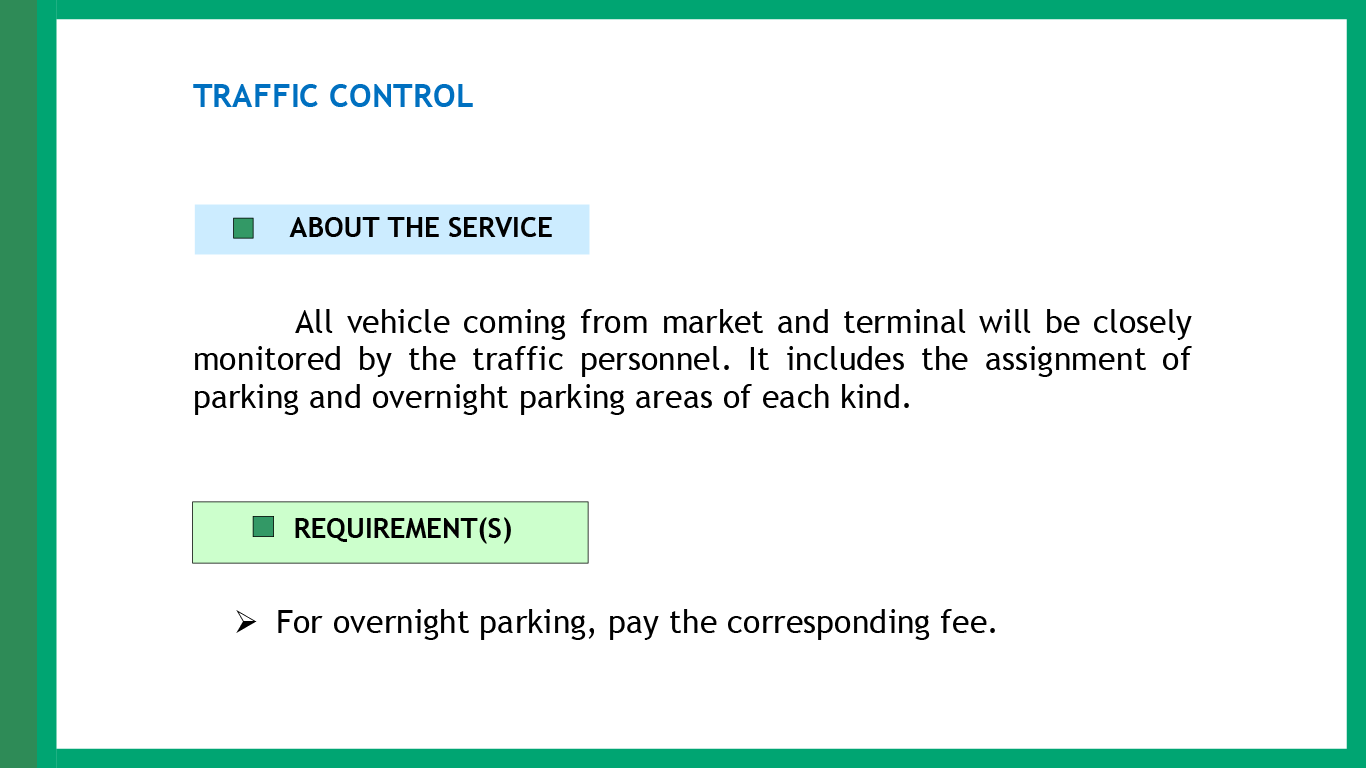 TRAFFIC CONTROL
ABOUT THE SERVICE
All vehicle coming from market and terminal will be closely
monitored by the traffic personnel. It includes the assignment of
parking and overnight parking areas of each kind.
REQUIREMENT(S)
For overnight parking, pay the corresponding fee.